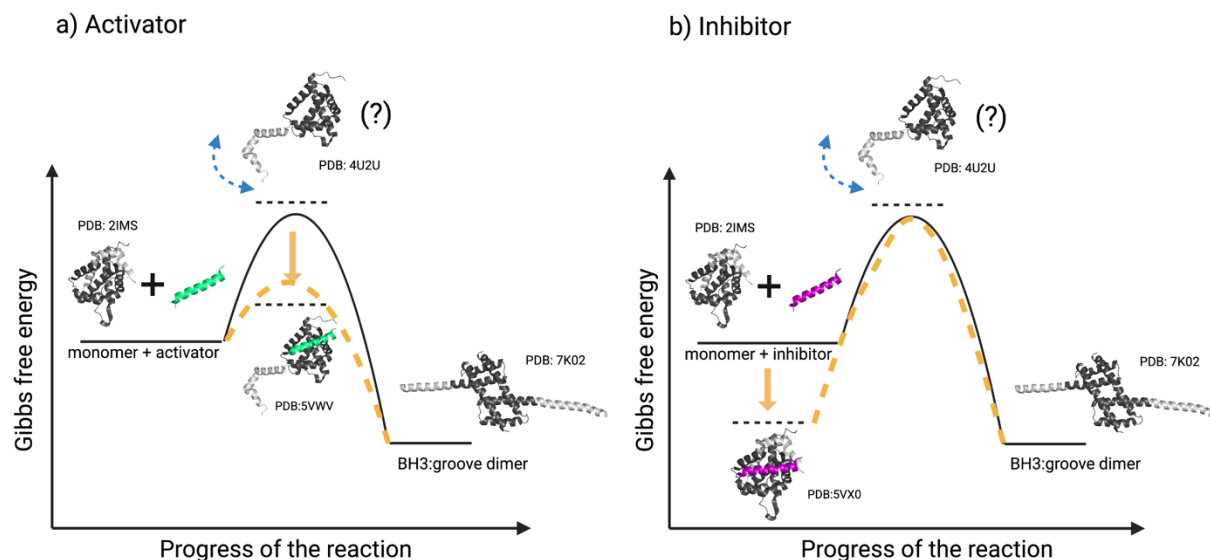 a) Activator
(?)
PDB: 4U2U
PDB: 2IMS
+
monomer + activator
PDB:5VWV
PDB: 7K02
BH3:groove dimer
Gibbs free energy
Progress of the reaction
b) Inhibitor
(?)
PDB: 4U2U
PDB: 2IMS
+
monomer + inhibitor
PDB:5VX0
PDB: 7K02
BH3:groove dimer
Gibbs free energy
Progress of the reaction